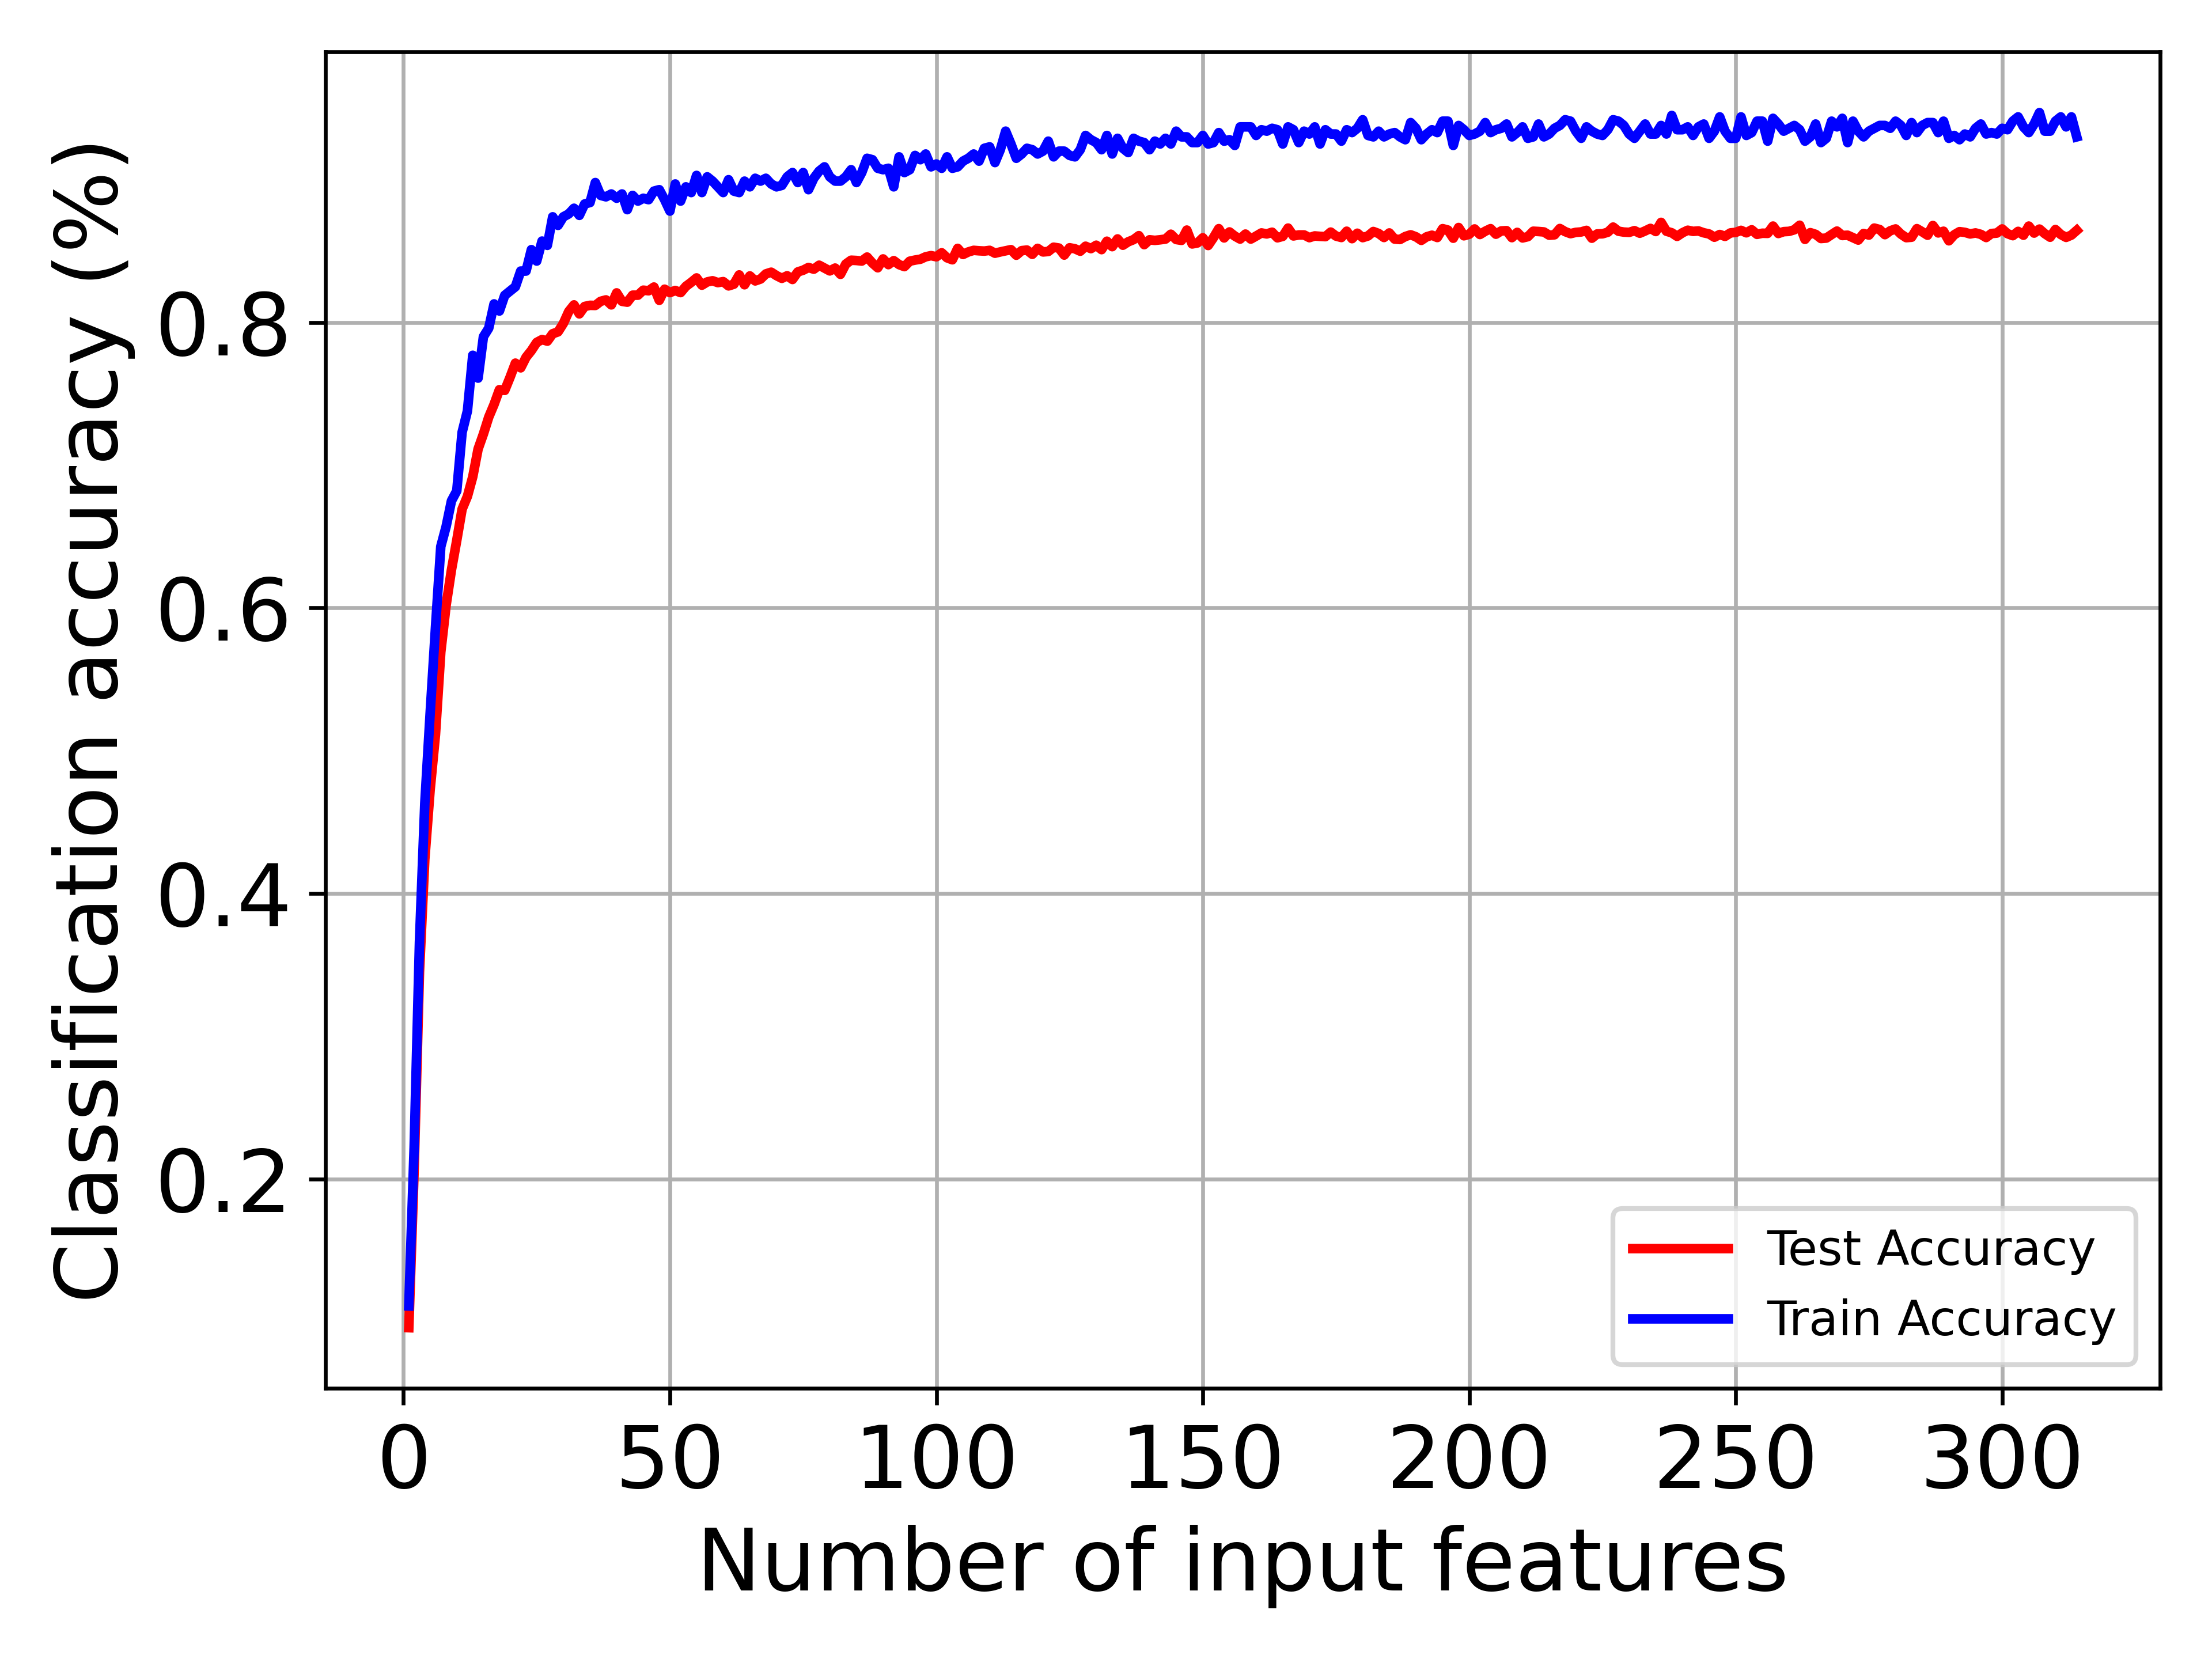 Classification accuracy (%)
0.8
0.6
0.4
0.2
Test Accuracy
Train Accuracy
0 50 100 150 200 250 300
Number of input features